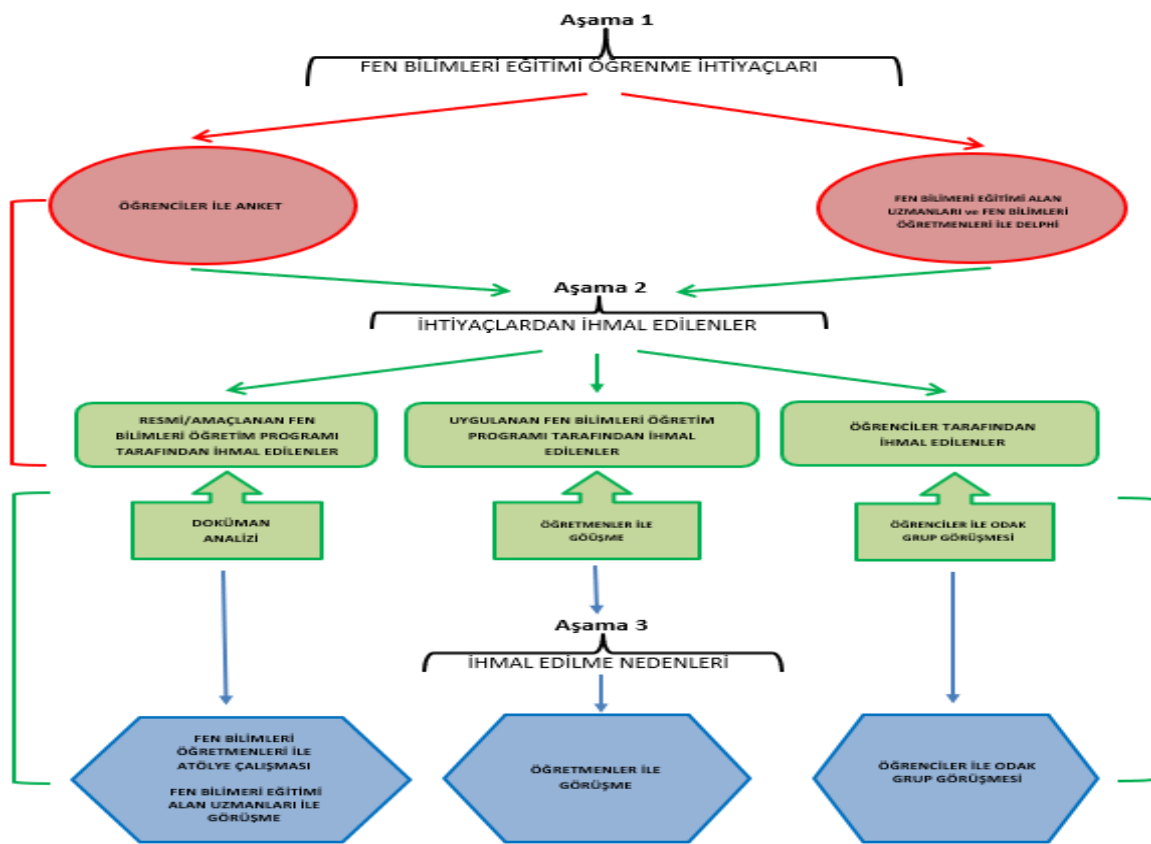 Aşama 1
FEN BİLİMLERİ EĞİTİMİ ÖĞRENME İHTİYAÇLARI
ÖĞRENCİLER İLE ANKET
FEN BİLİMERİ EĞİTİMİ ALAN
UZMANLARI ve FEN BİLİMLERİ
ÖĞRETMENLERİ İLE DELPHİ
Aşama 2
İHTİYAÇLARDAN İHMAL EDİLENLER
RESMİ/AMAÇLANAN FEN
BİLİMLERİ ÖĞRETİM PROGRAMI
TARAFINDAN İHMAL EDİLENLER
UYGULANAN FEN BİLİMLERİ ÖĞRETİM
PROGRAMI TARAFINDAN İHMAL
EDİLENLER
ÖĞRENCİLER TARAFINDAN
İHMAL EDİLENLER
DOKÜMAN
ANALİZİ
ÖĞRETMENLER İLE
GÖÜŞME
ÖĞRENCİLER İLE ODAK
GRUP GÖRÜŞMESİ
Aşama 3
İHMAL EDİLME NEDENLERİ
FEN BİLİMLERİ
ÖĞRETMENLERİ İLE
ATÖLYE ÇALIŞMASI
FEN BİLİMERİ EĞİTİMİ
ALAN UZMANLARI İLE
GÖRÜŞME
ÖĞRETMENLER İLE
GÖRÜŞME
ÖĞRENCİLER İLE ODAK
GRUP GÖRÜŞMESİ